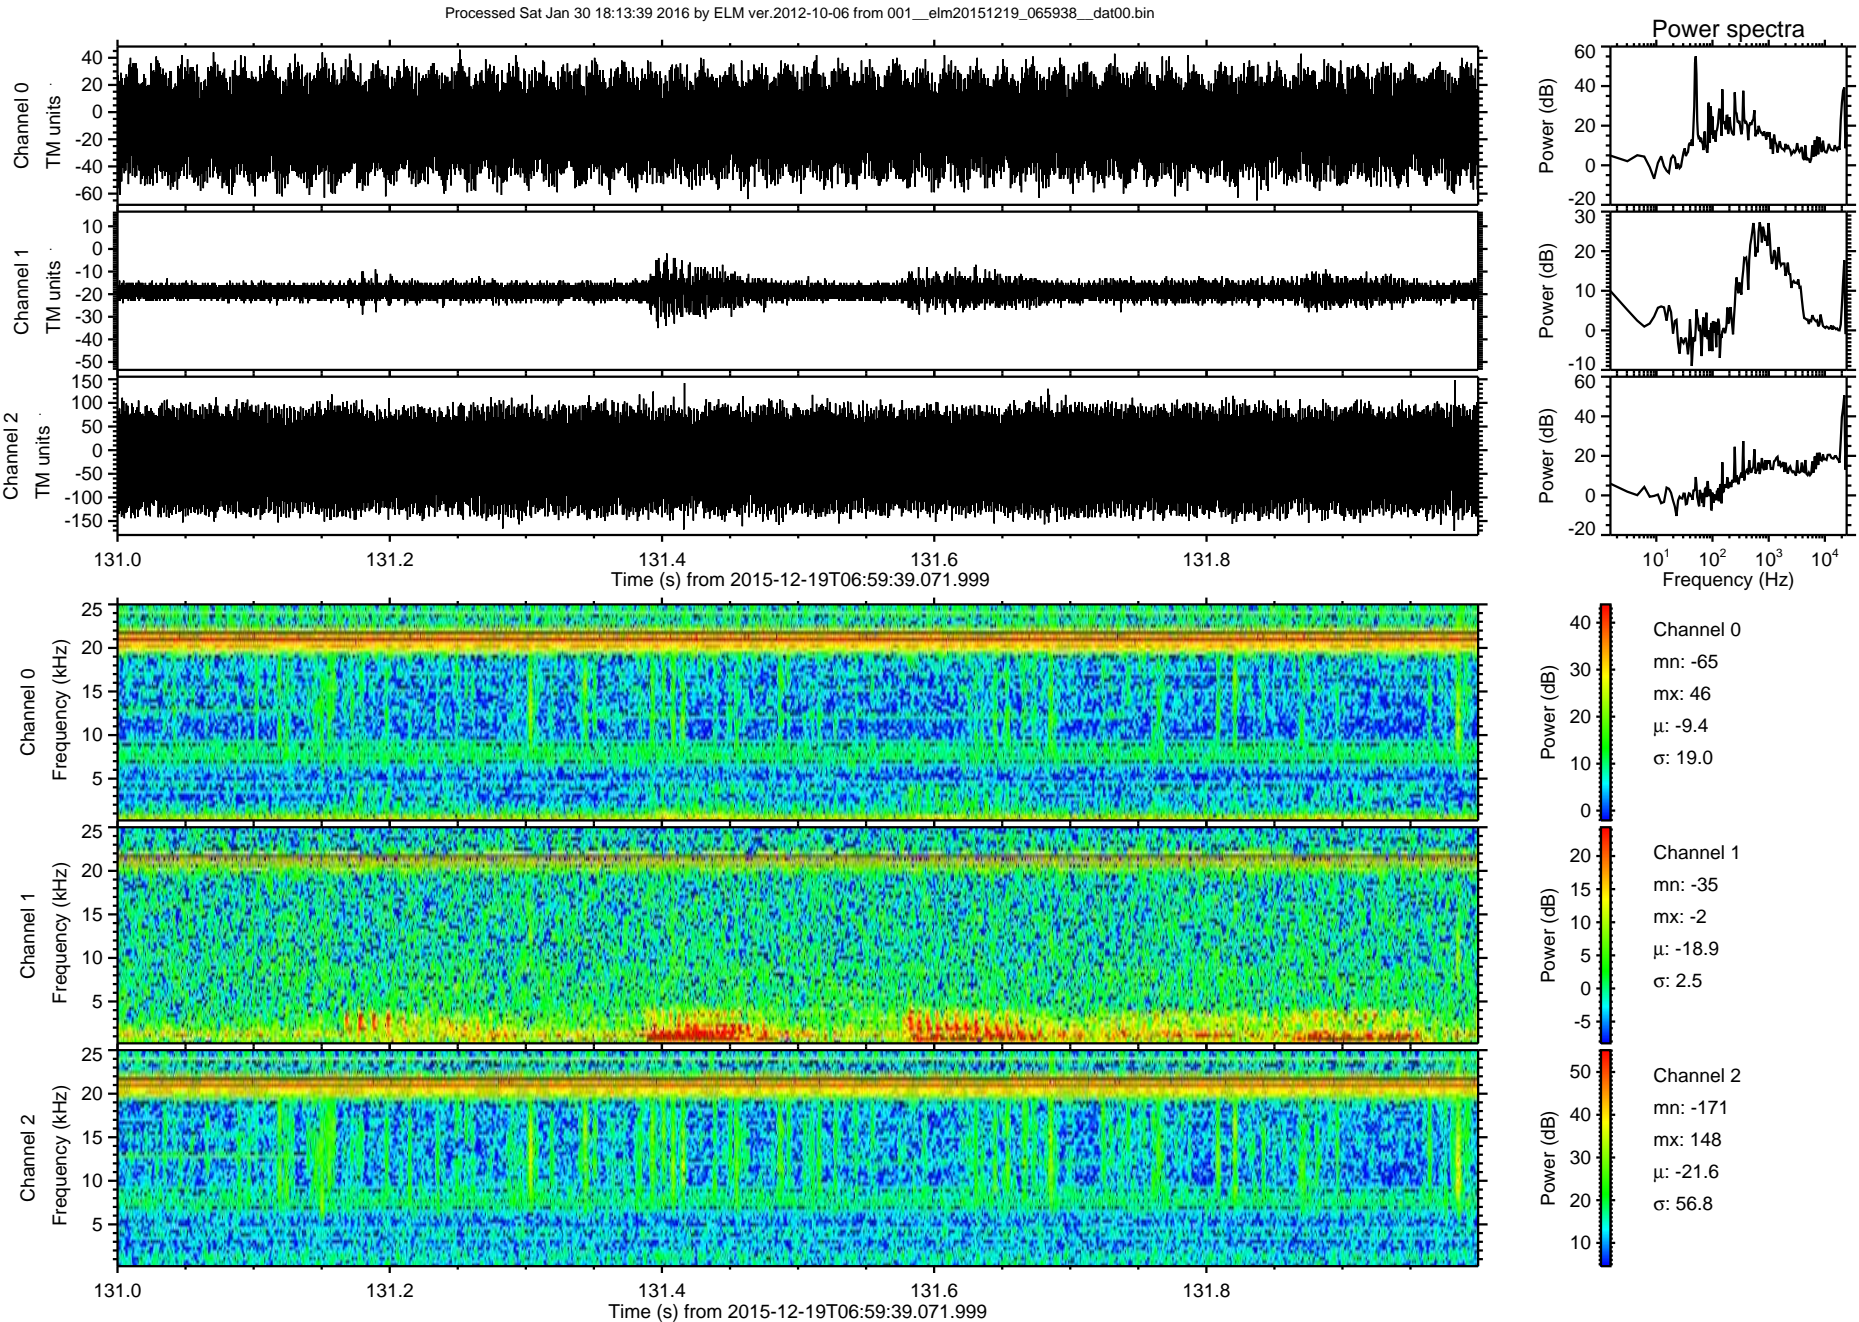 Processed Sat Jan 30 18:13:39 2016 by ELM ver.2012-10-06 from 001__elm20151219_065938__dat00.bin
Power spectra
Channel 0
TM units
40
20
0
-20
-40
-60
Power (dB)
60
40
20
0
-20
Channel 1
TM units
10
0
-10
-20
-30
-40
-50
Power (dB)
30
20
10
0
-10
Channel 2
TM units
150
100
50
0
-50
-100
-150
Power (dB)
60
40
20
0
-20
131.0 131.2 131.4 131.6 131.8
Time (s) from 2015-12-19T06:59:39.071.999
10^1 10^2 10^3 10^4
Frequency (Hz)
Channel 0
Frequency (kHz)
25
20
15
10
5
Power (dB)
40
30
20
10
0
Channel 0
mn: -65
mx: 46
µ: -9.4
σ: 19.0
Channel 1
Frequency (kHz)
25
20
15
10
5
Power (dB)
20
15
10
5
0
-5
Channel 1
mn: -35
mx: -2
µ: -18.9
σ: 2.5
Channel 2
Frequency (kHz)
25
20
15
10
5
Power (dB)
50
40
30
20
10
Channel 2
mn: -171
mx: 148
µ: -21.6
σ: 56.8
131.0 131.2 131.4 131.6 131.8
Time (s) from 2015-12-19T06:59:39.071.999